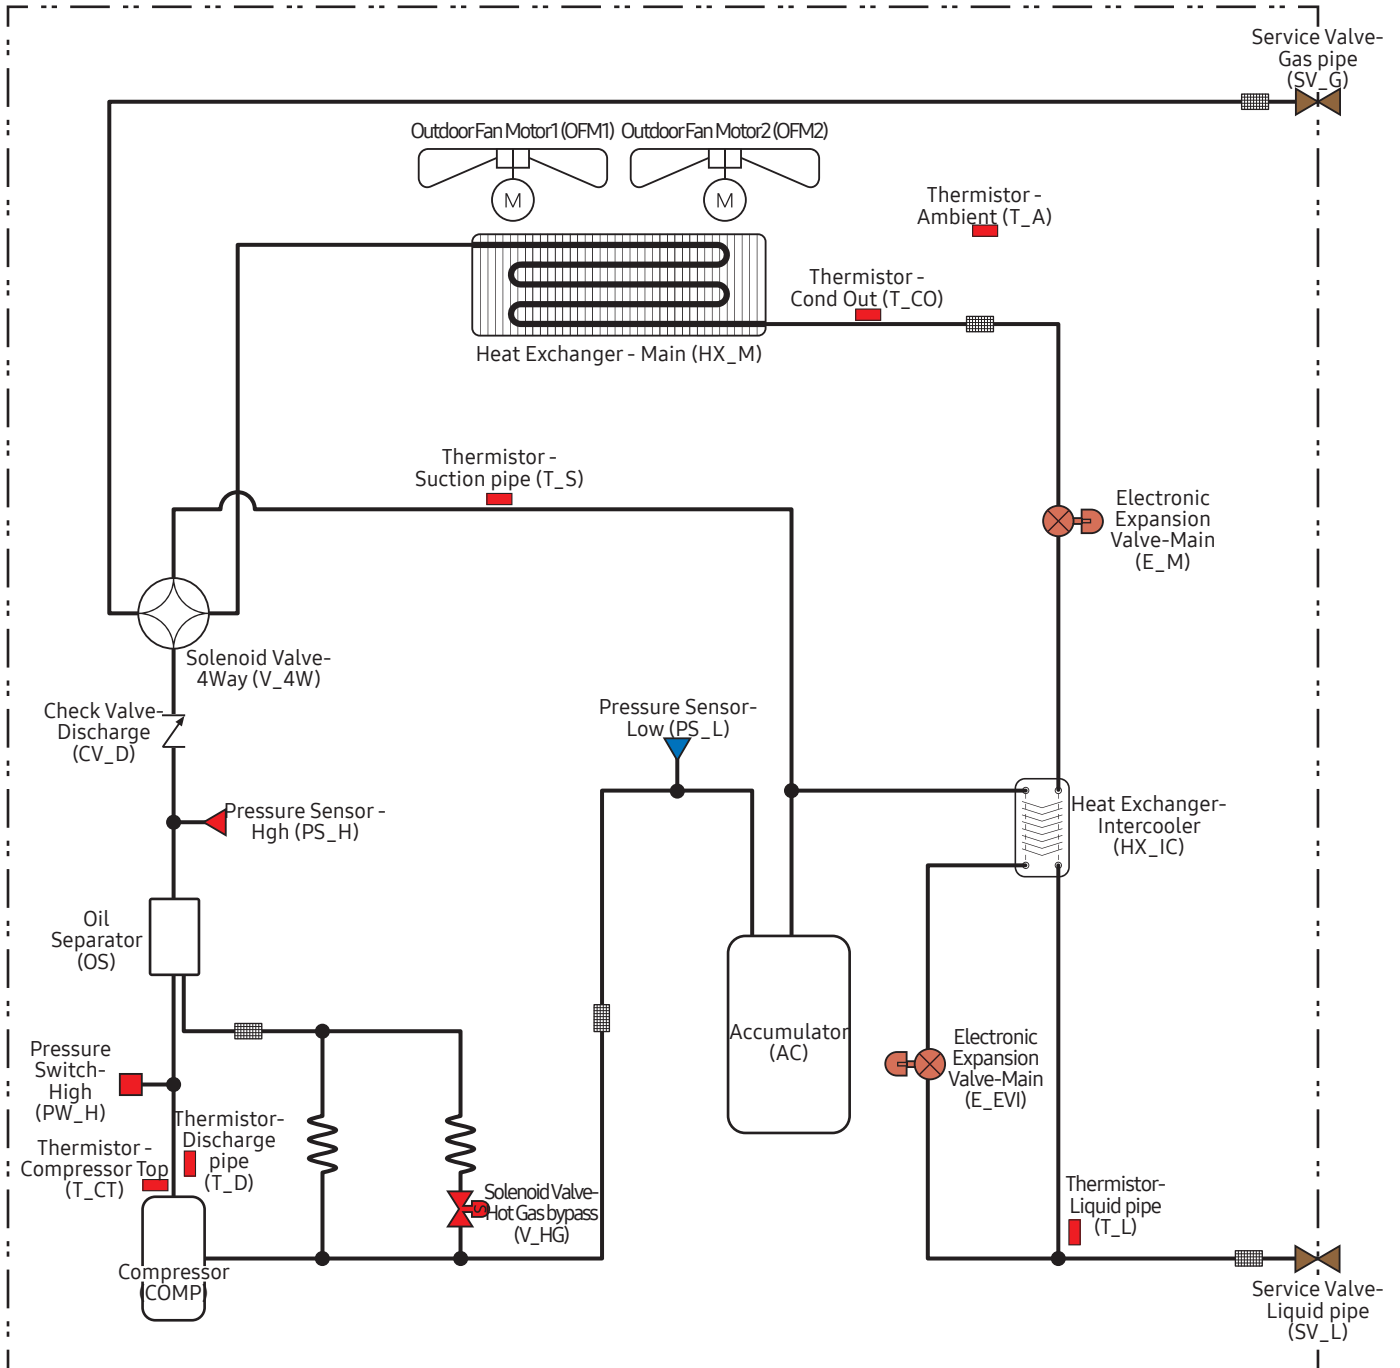 Service Valve-
Gas pipe
(SV_G)
Outdoor Fan Motor1 (OFM1)
Outdoor Fan Motor2 (OFM2)
M
M
Thermistor -
Ambient (T_A)
Thermistor -
Cond Out (T_CO)
Heat Exchanger - Main (HX_M)
Thermistor -
Suction pipe (T_S)
Electronic
Expansion
Valve-Main
(E_M)
Solenoid Valve-
4Way (V_4W)
Check Valve-
Discharge
(CV_D)
Pressure Sensor-
Low (PS_L)
Pressure Sensor -
Hgh (PS_H)
Heat Exchanger-
Intercooler
(HX_IC)
Oil
Separator
(OS)
Accumulator
(AC)
Electronic
Expansion
Valve-Main
(E_EVI)
Pressure
Switch-
High
(PW_H)
Thermistor-
Discharge
pipe
(T_D)
Thermistor -
Compressor Top
(T_CT)
S
Solenoid Valve-
Hot Gas bypass
(V_HG)
Thermistor-
Liquid pipe
(T_L)
Compressor
(COMP)
Service Valve-
Liquid pipe
(SV_L)